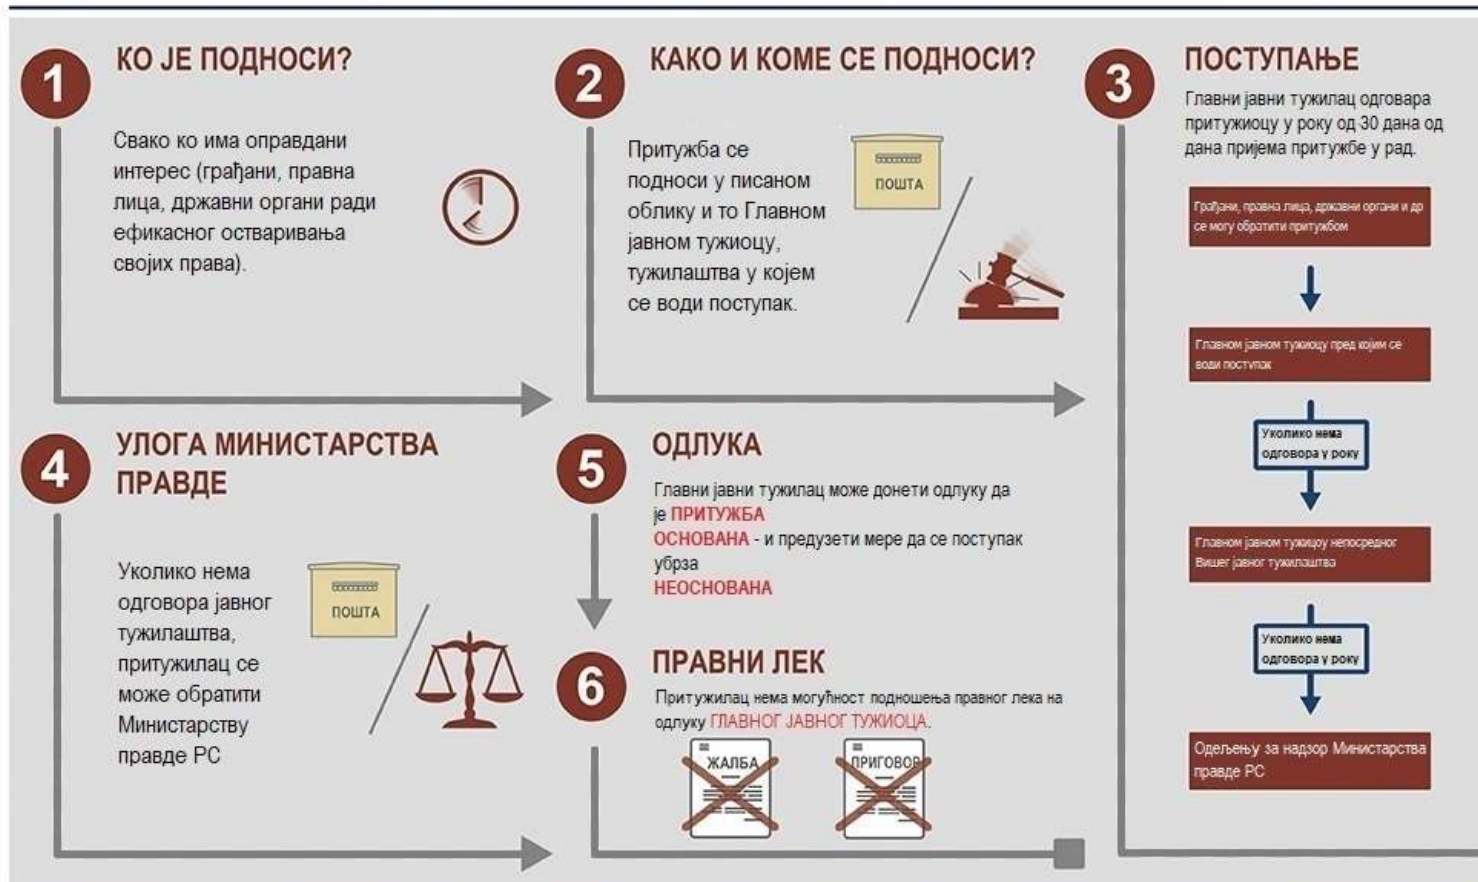 1
КО ЈЕ ПОДНОСИ?
Свако ко има оправдани
интерес (грађани, правна
лица, државни органи ради
ефикасног остваривања
својих права).
2
КАКО И КОМЕ СЕ ПОДНОСИ?
Притужба се
подноси у писаном
облику и то Главном
јавном тужиоцу,
тужилаштва у којем
се води поступак.
ПОШТА
3
ПОСТУПАЊЕ
Главни јавни тужилац одговара
притужиоцу у року од 30 дана од
дана пријема притужбе у рад.
Грађани, правна лица, државни органи и др
се могу обратити притужбом
Главном јавном тужиоцу пред којим се
води поступак
Уколико нема
одговора у року
Главном јавном тужицоу непосредног
Вишег јавног тужилаштва
Уколико нема
одговора у року
Одељењу за надзор Министарства
правде РС
4
УЛОГА МИНИСТАРСТВА
ПРАВДЕ
Уколико нема
одговора јавног
тужилаштва,
притужилац се
може обратити
Министарству
правде РС
ПОШТА
5
ОДЛУКА
Главни јавни тужилац може донети одлуку да
је ПРИТУЖБА
ОСНОВАНА - и предузети мере да се поступак
убрза
НЕОСНОВАНА
6
ПРАВНИ ЛЕК
Притужилац нема могућност подношења правног лека на
одлуку ГЛАВНОГ ЈАВНОГ ТУЖИОЦА.
ЖАЛБА
ПРИГОВОР